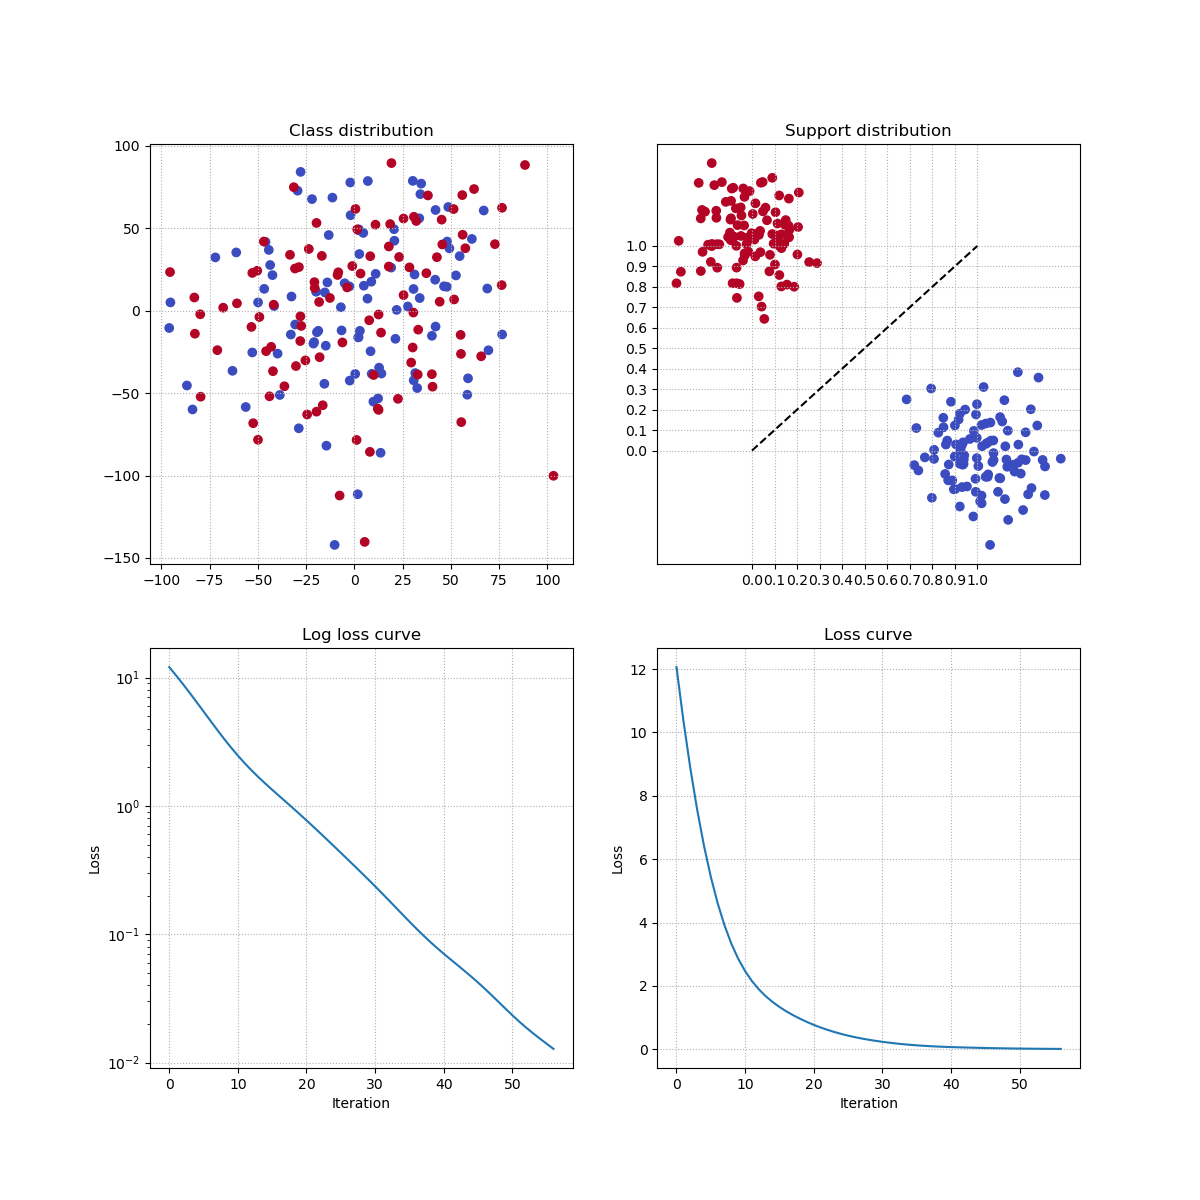 Class distribution
100
50
0
−50
−100
−150
−100 −75 −50 −25 0 25 50 75 100
Support distribution
1.0
0.9
0.8
0.7
0.6
0.5
0.4
0.3
0.2
0.1
0.0
0.0 0.1 0.2 0.3 0.4 0.5 0.6 0.7 0.8 0.9 1.0
Log loss curve
10¹
10⁰
10⁻¹
10⁻²
Loss
0 10 20 30 40 50
Iteration
Loss curve
12
10
8
6
4
2
0
Loss
0 10 20 30 40 50
Iteration